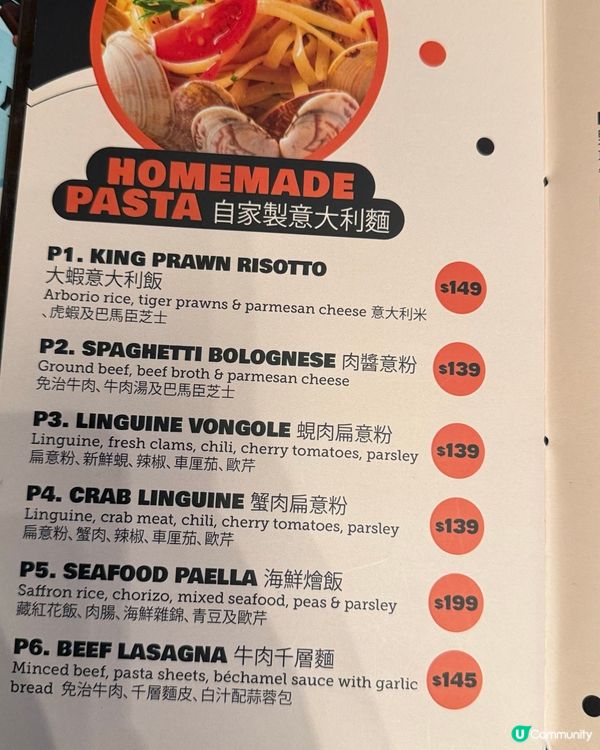 HOMEMADE
PASTA 自家製意大利麵
P1. KING PRAWN RISOTTO
大蝦意大利飯
Arborio rice, tiger prawns & parmesan cheese 意大利米
、虎蝦及巴馬臣芝士
$149
P2. SPAGHETTI BOLOGNESE 肉醬意粉
Ground beef, beef broth & parmesan cheese
免治牛肉、牛肉湯及巴馬臣芝士
$139
P3. LINGUINE VONGOLE 蜆肉扁意粉
Linguine, fresh clams, chili, cherry tomatoes, parsley
扁意粉、新鮮蜆、辣椒、車厘茄、歐芹
$139
P4. CRAB LINGUINE 蟹肉扁意粉
Linguine, crab meat, chili, cherry tomatoes, parsley
扁意粉、蟹肉、辣椒、車厘茄、歐芹
$139
P5. SEAFOOD PAELLA 海鮮燴飯
Saffron rice, chorizo, mixed seafood, peas & parsley
藏紅花飯、肉腸、海鮮雜錦、青豆及歐芹
$199
P6. BEEF LASAGNA 牛肉千層麵
Minced beef, pasta sheets, béchamel sauce with garlic
bread 免治牛肉、千層麵皮、白汁配蒜蓉包
$145
U Community